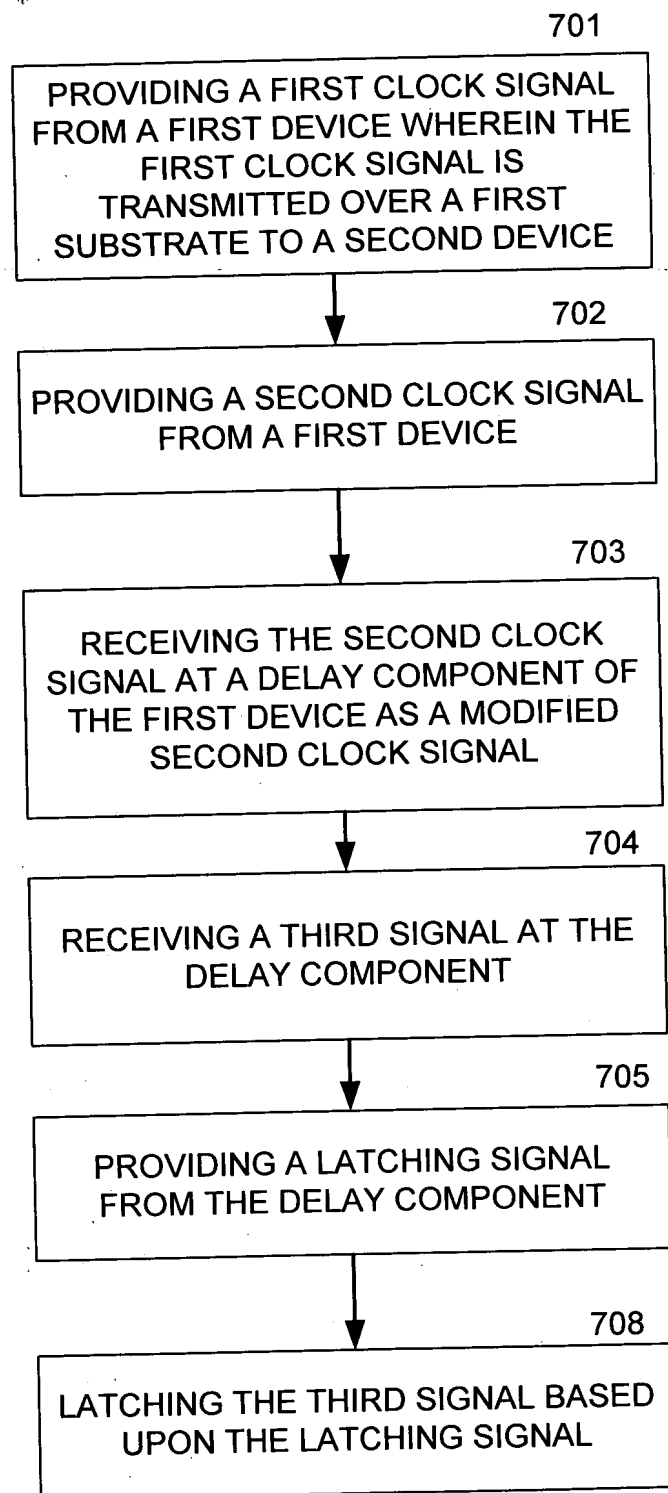 701
PROVIDING A FIRST CLOCK SIGNAL
FROM A FIRST DEVICE WHEREIN THE
FIRST CLOCK SIGNAL IS
TRANSMITTED OVER A FIRST
SUBSTRATE TO A SECOND DEVICE
702
PROVIDING A SECOND CLOCK SIGNAL
FROM A FIRST DEVICE
703
RECEIVING THE SECOND CLOCK
SIGNAL AT A DELAY COMPONENT OF
THE FIRST DEVICE AS A MODIFIED
SECOND CLOCK SIGNAL
704
RECEIVING A THIRD SIGNAL AT THE
DELAY COMPONENT
705
PROVIDING A LATCHING SIGNAL
FROM THE DELAY COMPONENT
708
LATCHING THE THIRD SIGNAL BASED
UPON THE LATCHING SIGNAL